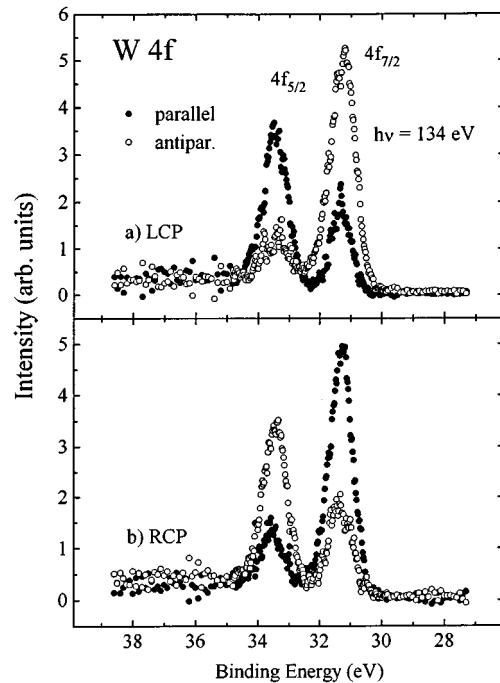 W 4f
● parallel
○ antipar.
4f5/2
4f7/2
hν = 134 eV
a) LCP
6
5
4
3
2
1
0
Intensity (arb. units)
5
4
3
2
1
0
b) RCP
38 36 34 32 30 28
Binding Energy (eV)